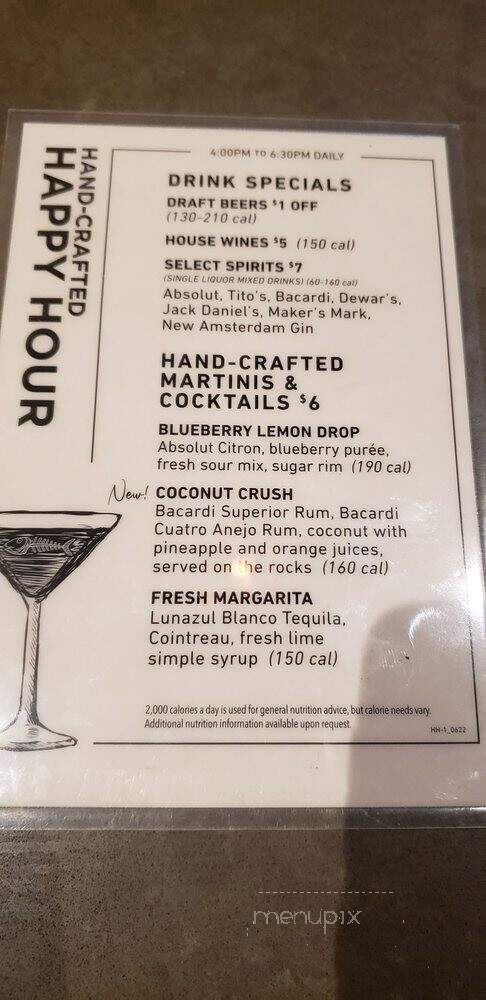 HAND-CRAFTED
HAPPY HOUR
4:00PM TO 6:30PM DAILY
DRINK SPECIALS
DRAFT BEERS $1 OFF
(130-210 cal)
HOUSE WINES $5 (150 cal)
SELECT SPIRITS $7
(SINGLE LIQUOR MIXED DRINKS) (60-160 cal)
Absolut, Tito's, Bacardi, Dewar's,
Jack Daniel's, Maker's Mark,
New Amsterdam Gin
HAND-CRAFTED
MARTINIS &
COCKTAILS $6
BLUEBERRY LEMON DROP
Absolut Citron, blueberry purée,
fresh sour mix, sugar rim (190 cal)
New! COCONUT CRUSH
Bacardi Superior Rum, Bacardi
Cuatro Anejo Rum, coconut with
pineapple and orange juices,
served on the rocks (160 cal)
FRESH MARGARITA
Lunazul Blanco Tequila,
Cointreau, fresh lime
simple syrup (150 cal)
2,000 calories a day is used for general nutrition advice, but calorie needs vary.
Additional nutrition information available upon request.
HH-1_0622
menupix